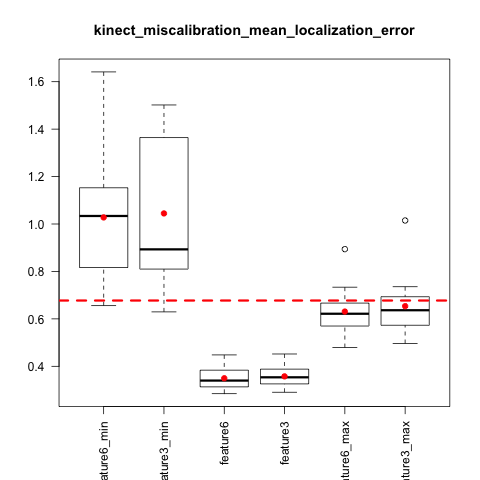 kinect_miscalibration_mean_localization_error
1.6
1.4
1.2
1.0
0.8
0.6
0.4
ature6_min
ature3_min
feature6
feature3
ture6_max
ture3_max